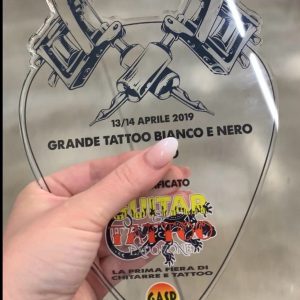 13/14 APRILE 2019
GRANDE TATTOO BIANCO E NERO
GUITAR
TATTOO
LA PRIMA FIERA DI
CHITARRE E TATTOO
GASP